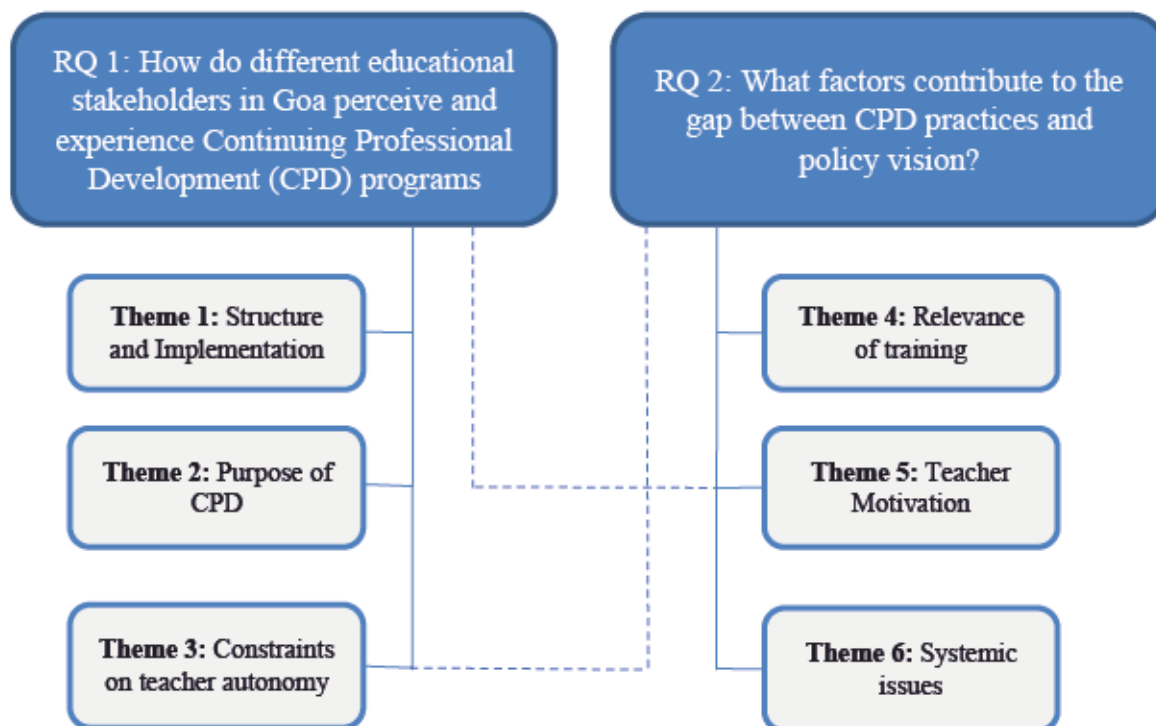 RQ 1: How do different educational
stakeholders in Goa perceive and
experience Continuing Professional
Development (CPD) programs
RQ 2: What factors contribute to the
gap between CPD practices and
policy vision?
Theme 1: Structure
and Implementation
Theme 2: Purpose of
CPD
Theme 3: Constraints
on teacher autonomy
Theme 4: Relevance
of training
Theme 5: Teacher
Motivation
Theme 6: Systemic
issues